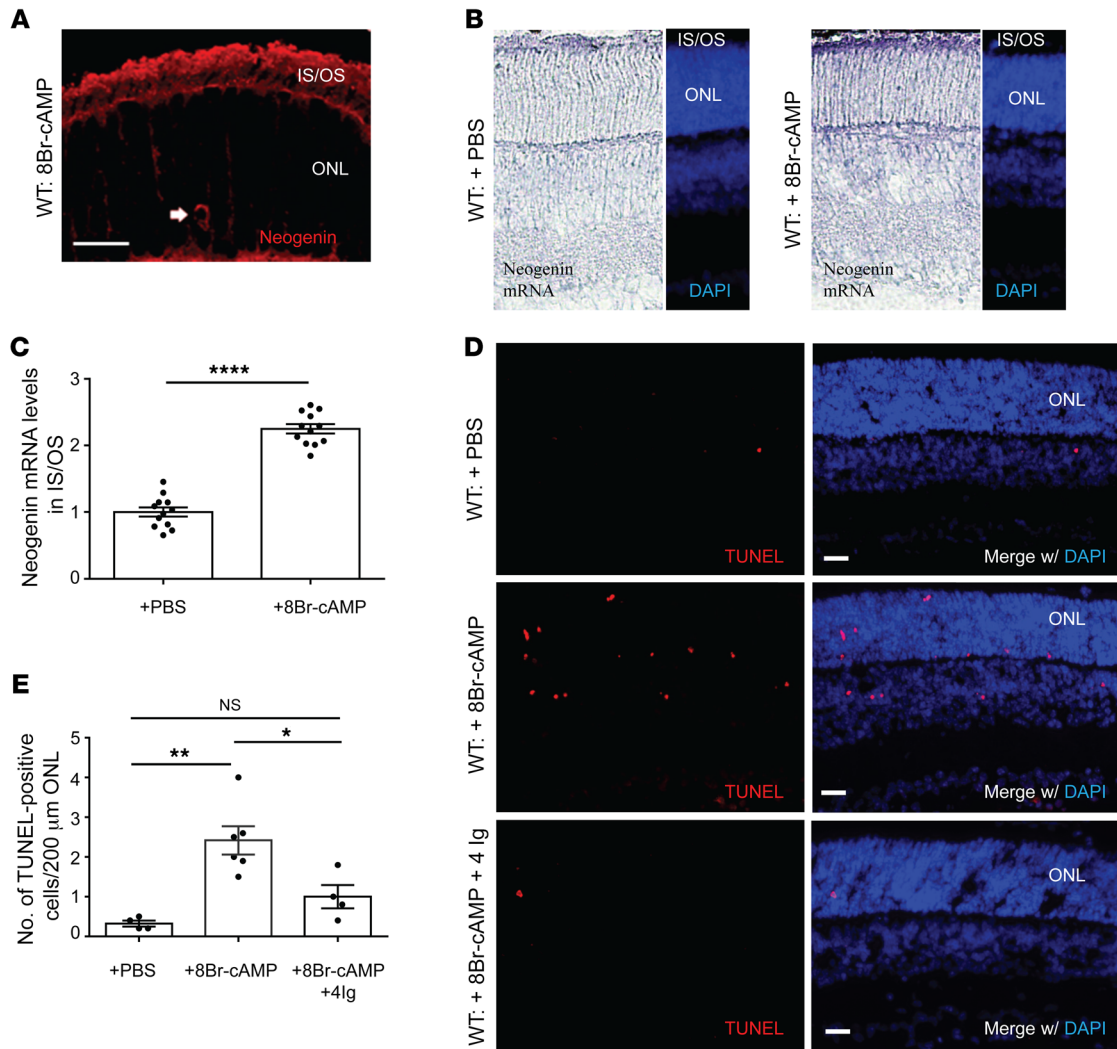 A
WT: 8Br-cAMP
IS/OS
ONL
Neogenin
B
WT: + PBS
IS/OS
ONL
Neogenin
mRNA
DAPI
WT: + 8Br-cAMP
IS/OS
ONL
Neogenin
mRNA
DAPI
C
Neogenin mRNA levels
in IS/OS
3
2
1
0
****
+PBS
+8Br-cAMP
D
WT: + PBS
TUNEL
ONL
Merge w/ DAPI
WT: + 8Br-cAMP
TUNEL
ONL
Merge w/ DAPI
WT: + 8Br-cAMP + 4 Ig
TUNEL
ONL
Merge w/ DAPI
E
No. of TUNEL-positive
cells/200 μm ONL
5
4
3
2
1
0
NS
**
*
+PBS
+8Br-cAMP
+8Br-cAMP
+4Ig